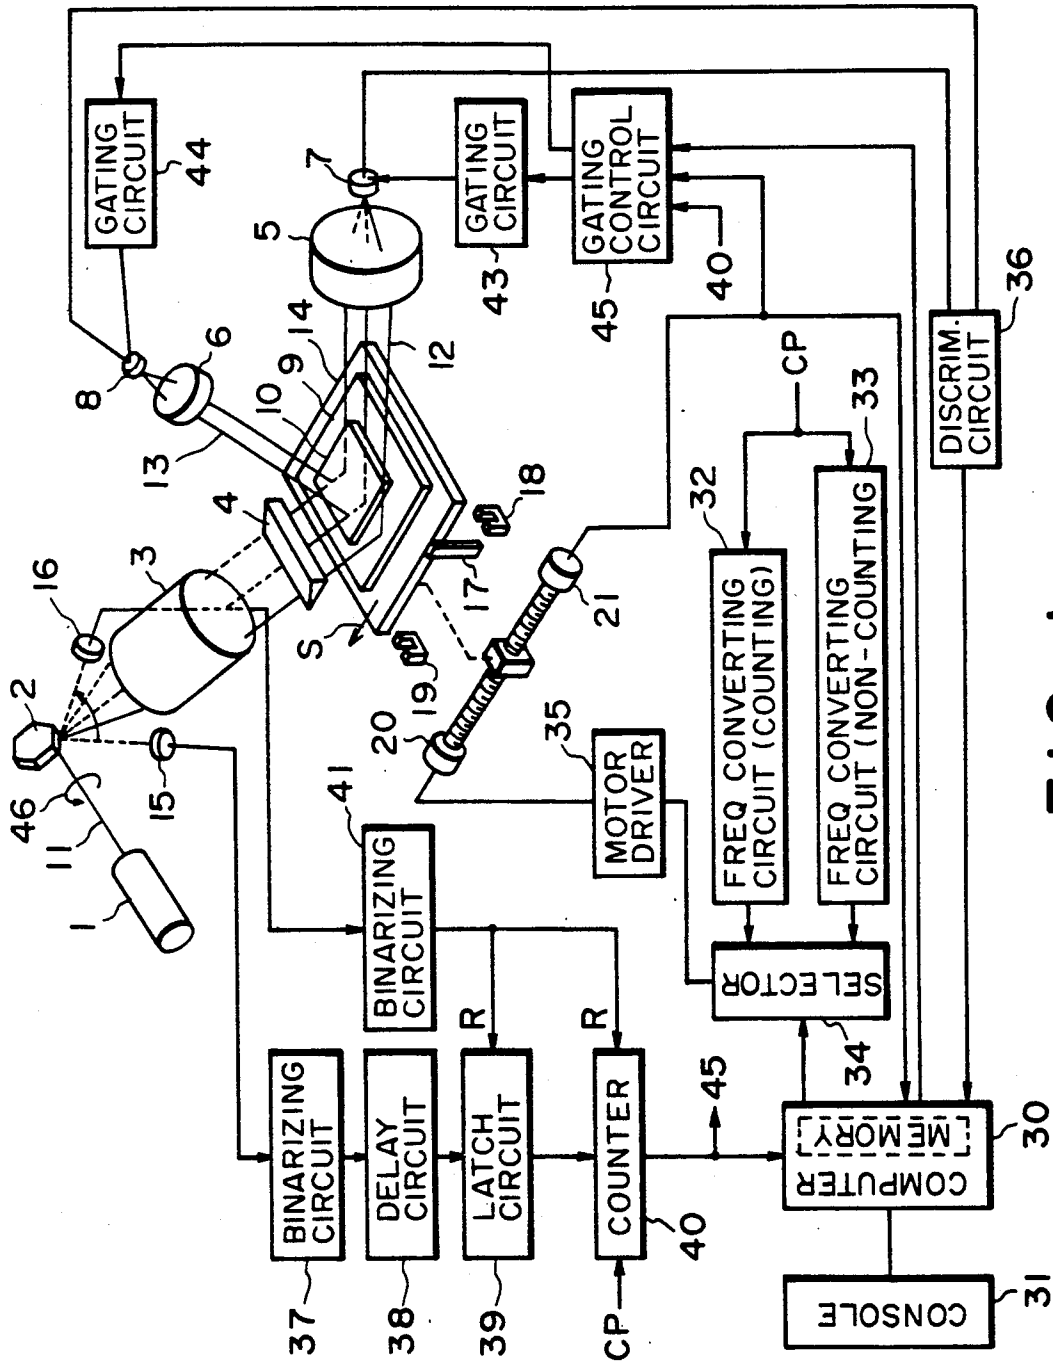 GATING
CIRCUIT
44
7
5
GATING
CIRCUIT
43
GATING
CONTROL
CIRCUIT
45
40
8
6
13
10
9
14
12
4
3
16
2
46
11
1
15
S
17
18
19
20
21
41
BINARIZING
CIRCUIT
35
MOTOR
DRIVER
32
FREQ CONVERTING
CIRCUIT (COUNTING)
33
FREQ CONVERTING
CIRCUIT (NON-COUNTING)
CP
DISCRIM.
CIRCUIT
36
SELECTOR
34
R
R
BINARIZING
CIRCUIT
37
DELAY
CIRCUIT
38
LATCH
CIRCUIT
39
COUNTER
40
CP
45
COMPUTER
MEMORY
30
CONSOLE
31